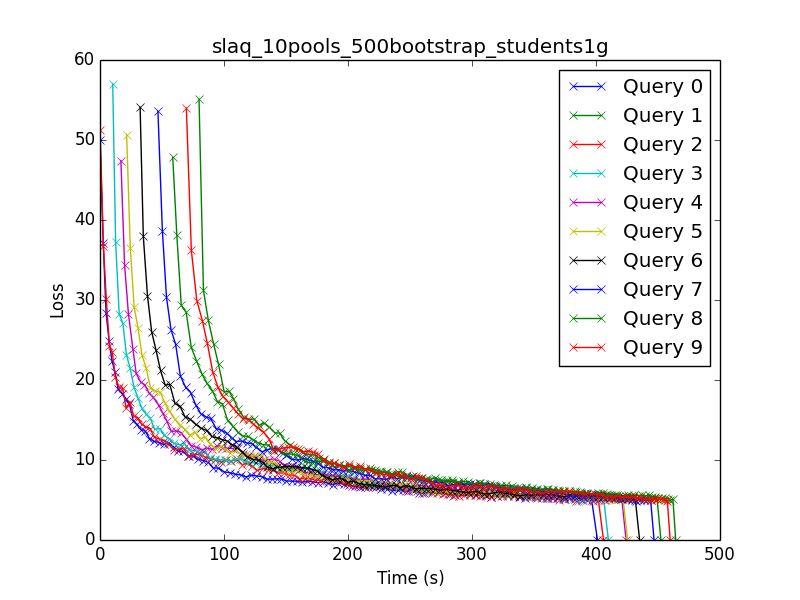 slaq_10pools_500bootstrap_students1g
60
50
40
30
20
10
0
Loss
0
100
200
300
400
500
Time (s)
Query 0
Query 1
Query 2
Query 3
Query 4
Query 5
Query 6
Query 7
Query 8
Query 9